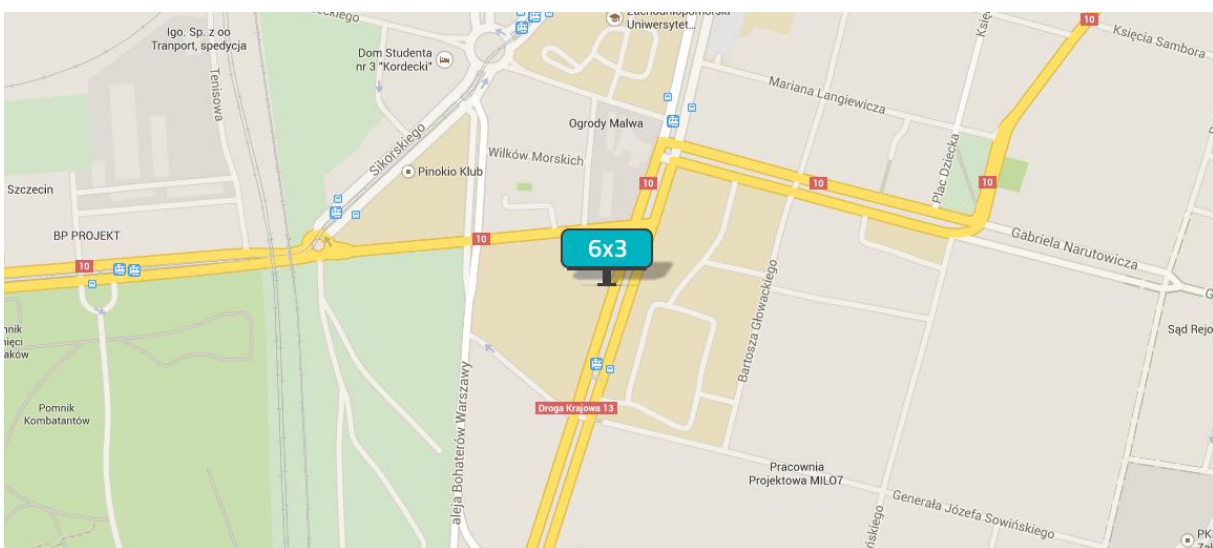 Igo. Sp. z oo
Tranport, spedycja
Zachodniopomorski
Uniwersytet...
10
Księcia Sambora
Dom Studenta
nr 3 "Kordecki"
Tenisowa
Mariana Langiewicza
Sikorskiego
Ogrody Malwa
Wilków Morskich
Pinokio Klub
Plac Dziecka
Szczecin
10
10
10
BP PROJEKT
10
6x3
Gabriela Narutowicza
10
Bartosza Głowackiego
Sąd Rejo
aleja Bohaterów Warszawy
Pomnik
Kombatantów
Droga Krajowa 13
Pracownia
Projektowa MILO7
Generała Józefa Sowińskiego
PK